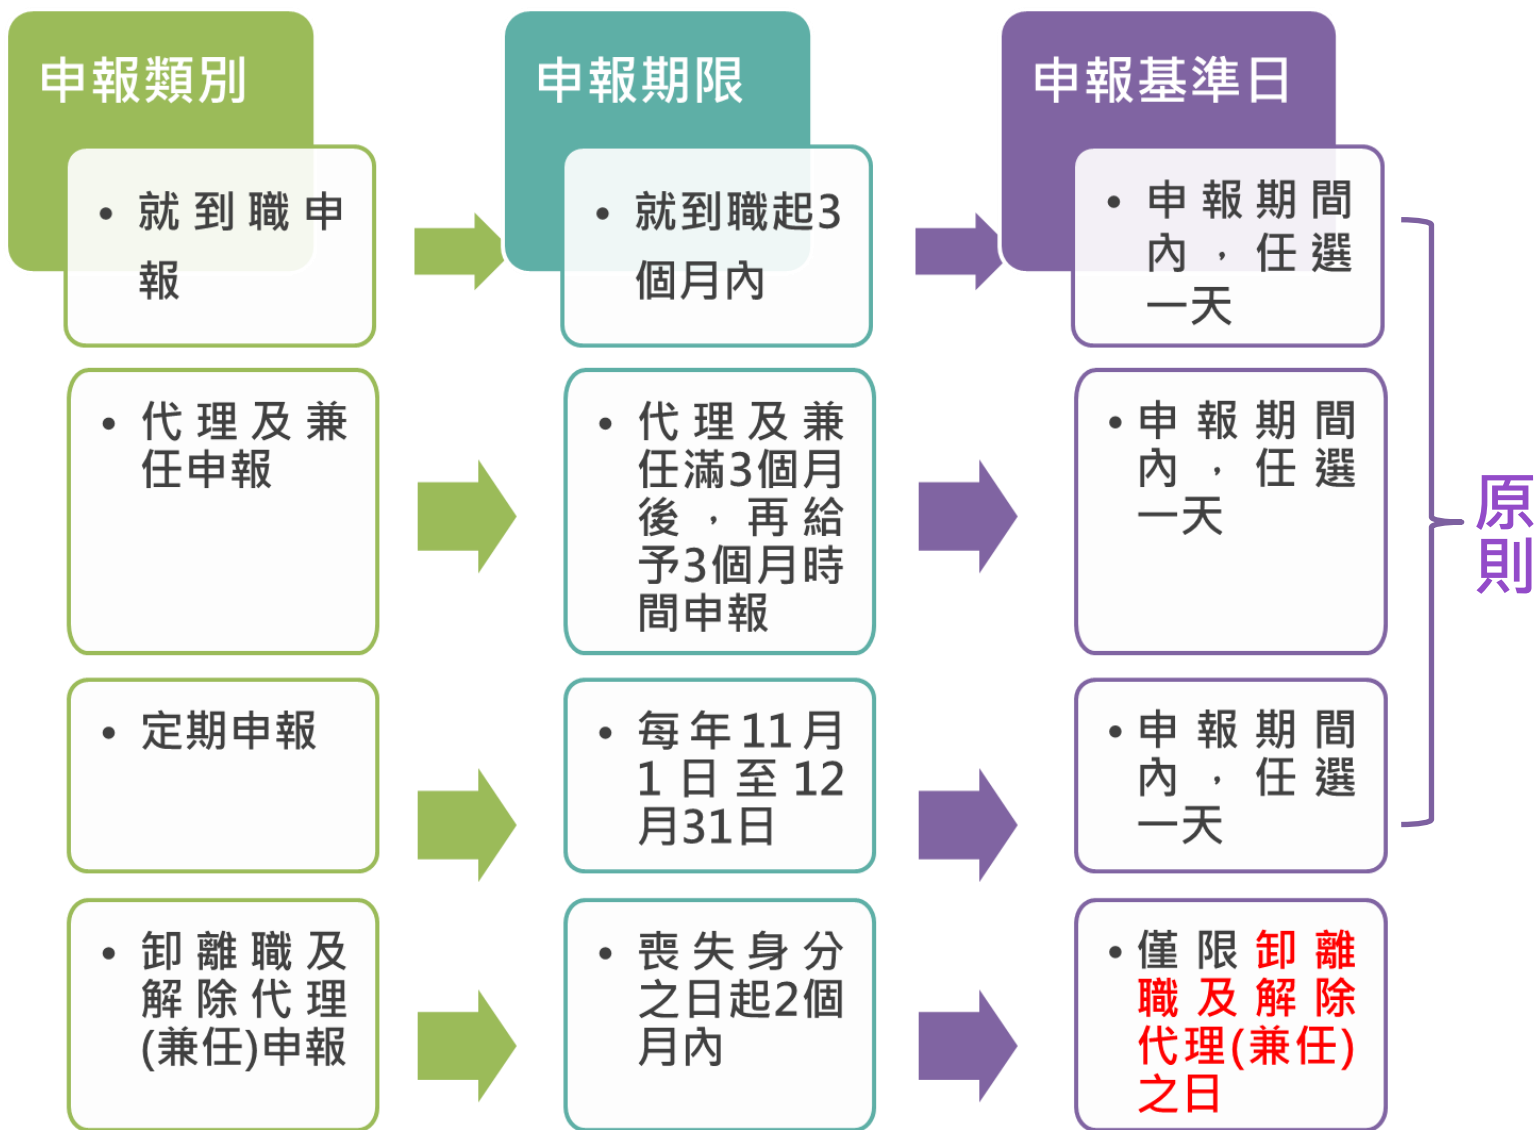 申報類別
申報期限
申報基準日
• 就到職申
報
• 就到職起3
個月內
• 申報期間
內，任選
一天
• 代理及兼
任申報
• 代理及兼
任滿3個月
後，再給
予3個月時
間申報
• 申報期間
內，任選
一天
• 定期申報
• 每年11月
1日至12
月31日
• 申報期間
內，任選
一天
• 卸離職及
解除代理
(兼任)申報
• 喪失身分
之日起2個
月內
• 僅限卸離
職及解除
代理(兼任)
之日
原
則